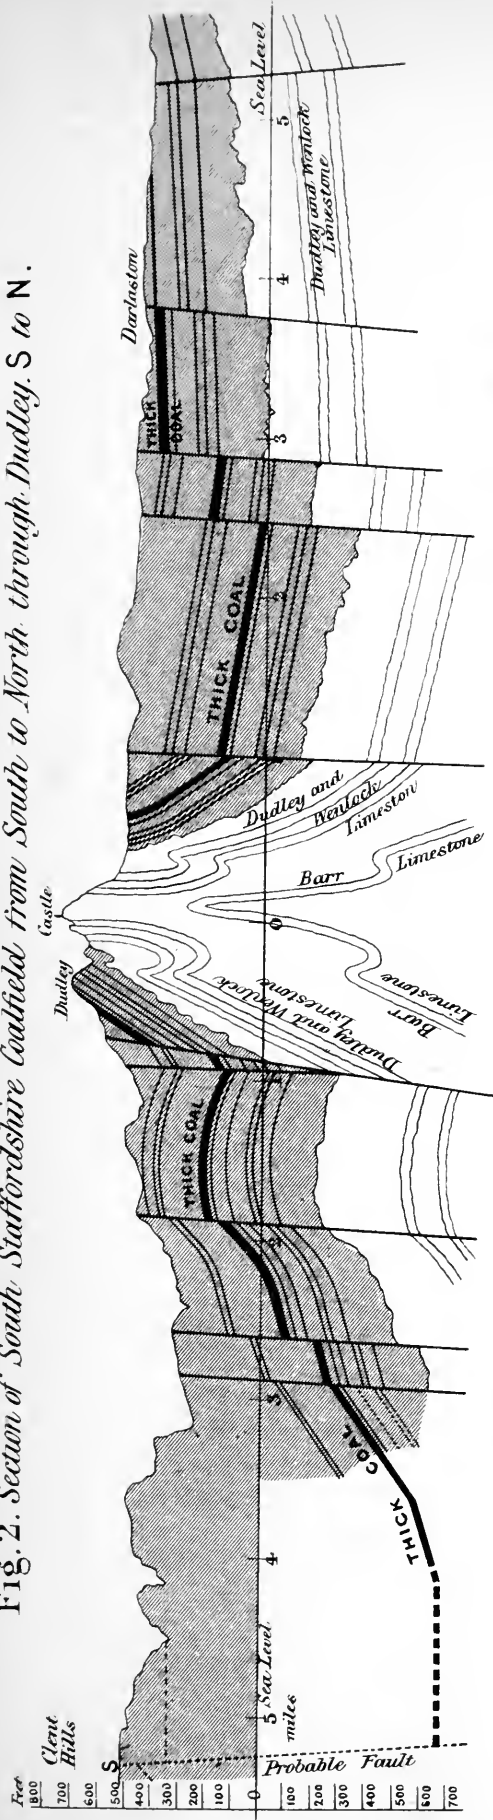 Fig. 2. Section of South Staffordshire Coalfield from South to North through Dudley. S to N.
Feet
800
700
600
500
400
300
200
100
0
100
200
300
400
500
600
700
Clent
Hills
S
Probable Fault
5 Sea Level
miles
4
3
2
1
0
THICK COAL
THICK COAL
Dudley
Castle
Dudley and Wenlock
Limestone
Barr
Limestone
Barr
Limestone
Dudley and
Wenlock
Limeston
THICK COAL
2
3
THICK
COAL
Darlaston
4
5
Sea Level
Dudley and Wenlock
Limestone